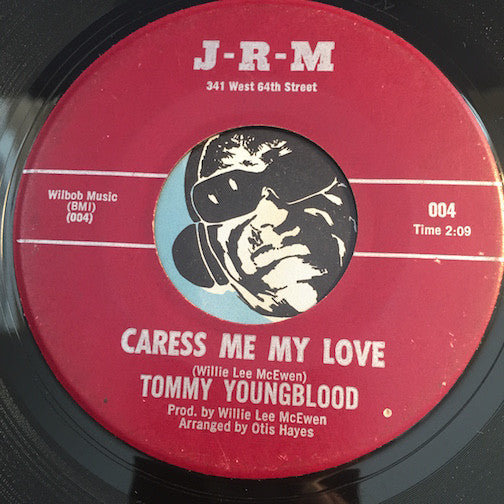 J-R-M
341 West 64th Street
Wilbob Music
(BMI)
(004)
004
Time 2:09
CARESS ME MY LOVE
(Willie Lee McEwen)
TOMMY YOUNGBLOOD
Prod. by Willie Lee McEwen
Arranged by Otis Hayes